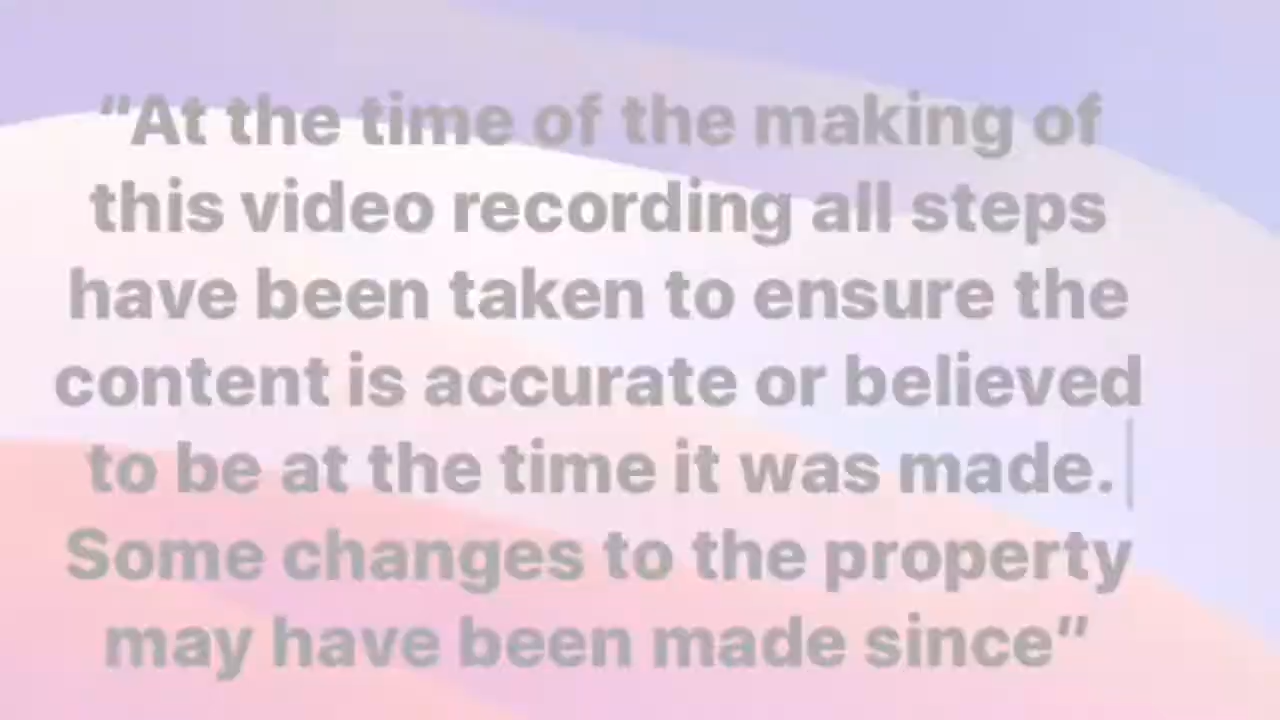 “At the time of the making of
this video recording all steps
have been taken to ensure the
content is accurate or believed
to be at the time it was made.
Some changes to the property
may have been made since”